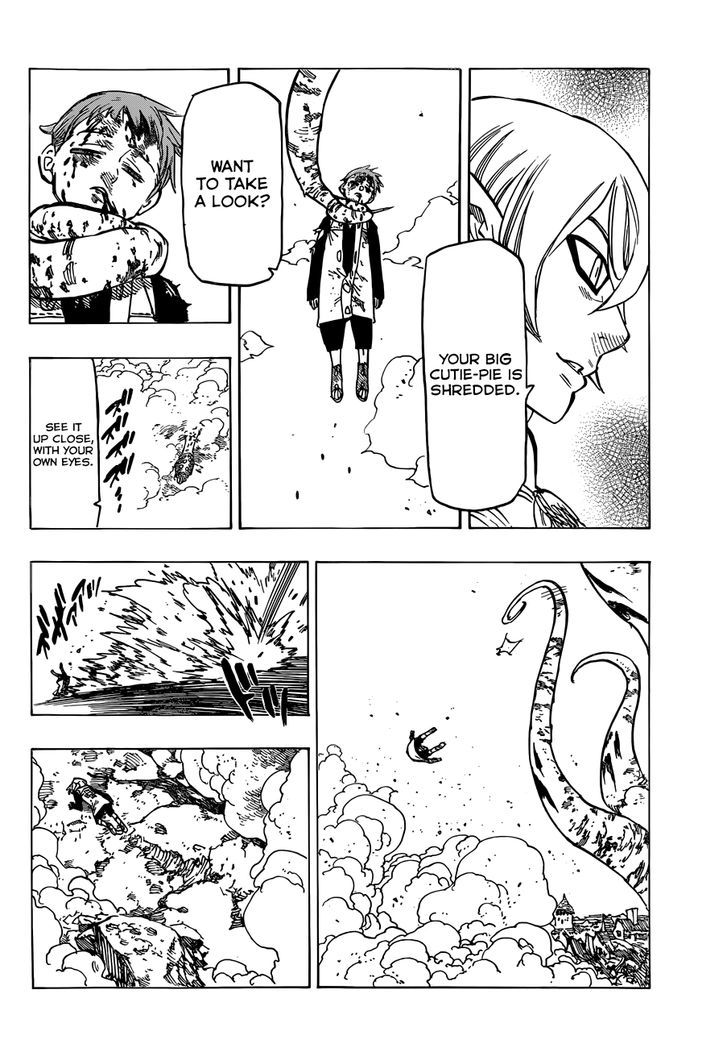 YOUR BIG
CUTIE-PIE IS
SHREDDED.
WANT
TO TAKE
A LOOK?
SEE IT
UP CLOSE,
WITH YOUR
OWN EYES.